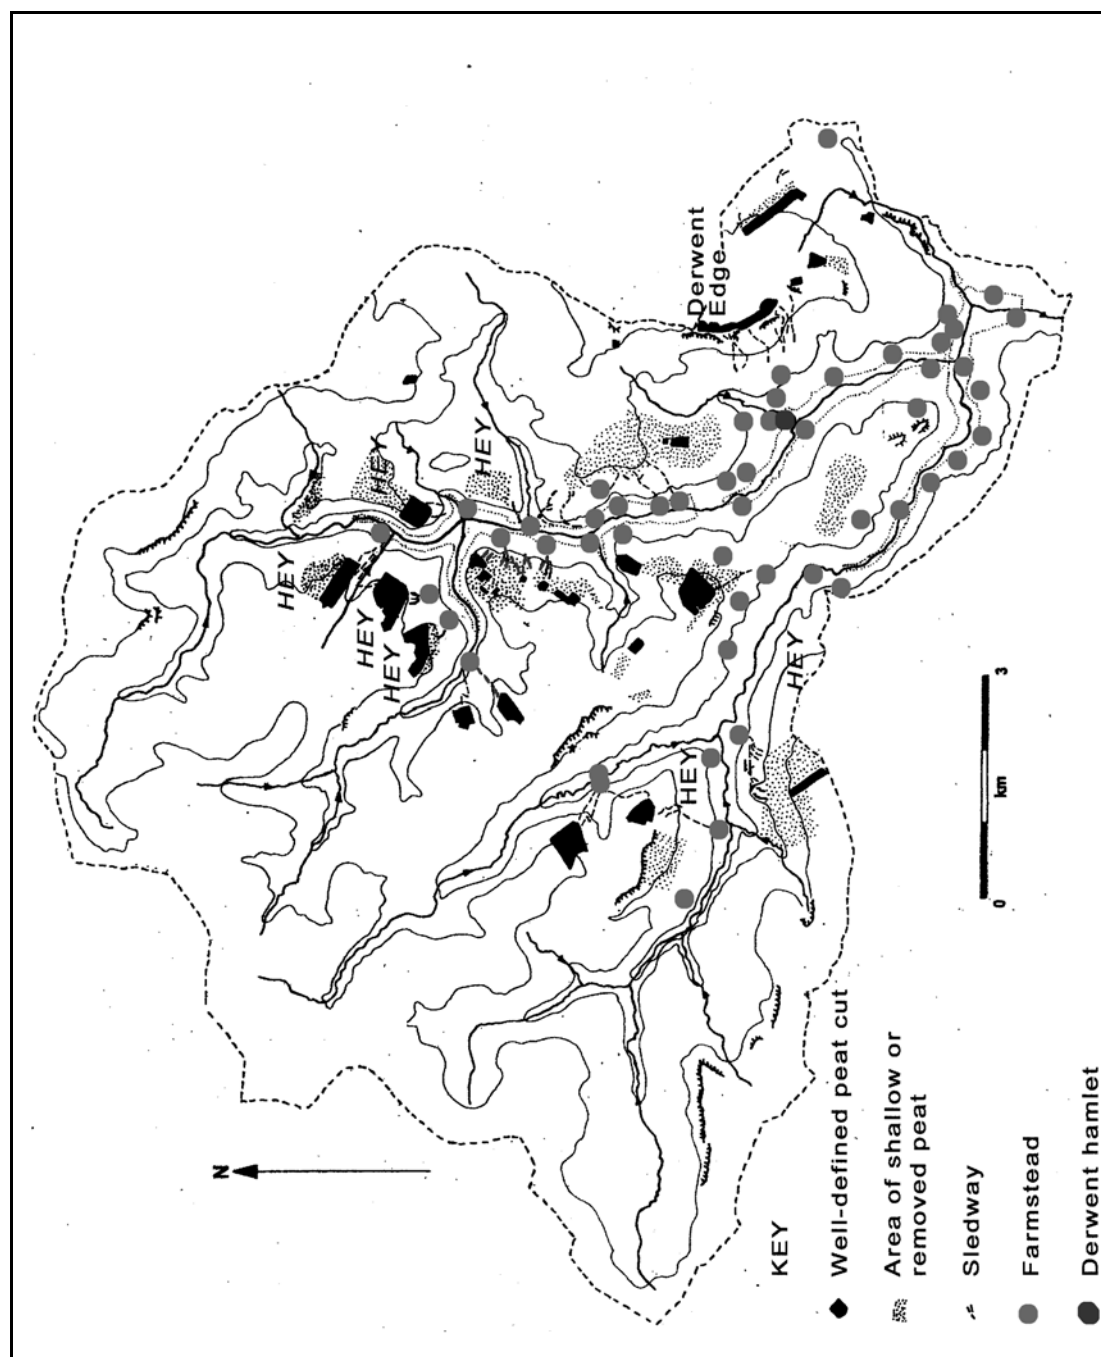 HEY
HEY
HEY
HEY
HEY
HEY
Derwent
Edge
HEY
HEY
N
0
km
3
KEY
Well-defined peat cut
Area of shallow or
removed peat
Sledway
Farmstead
Derwent hamlet